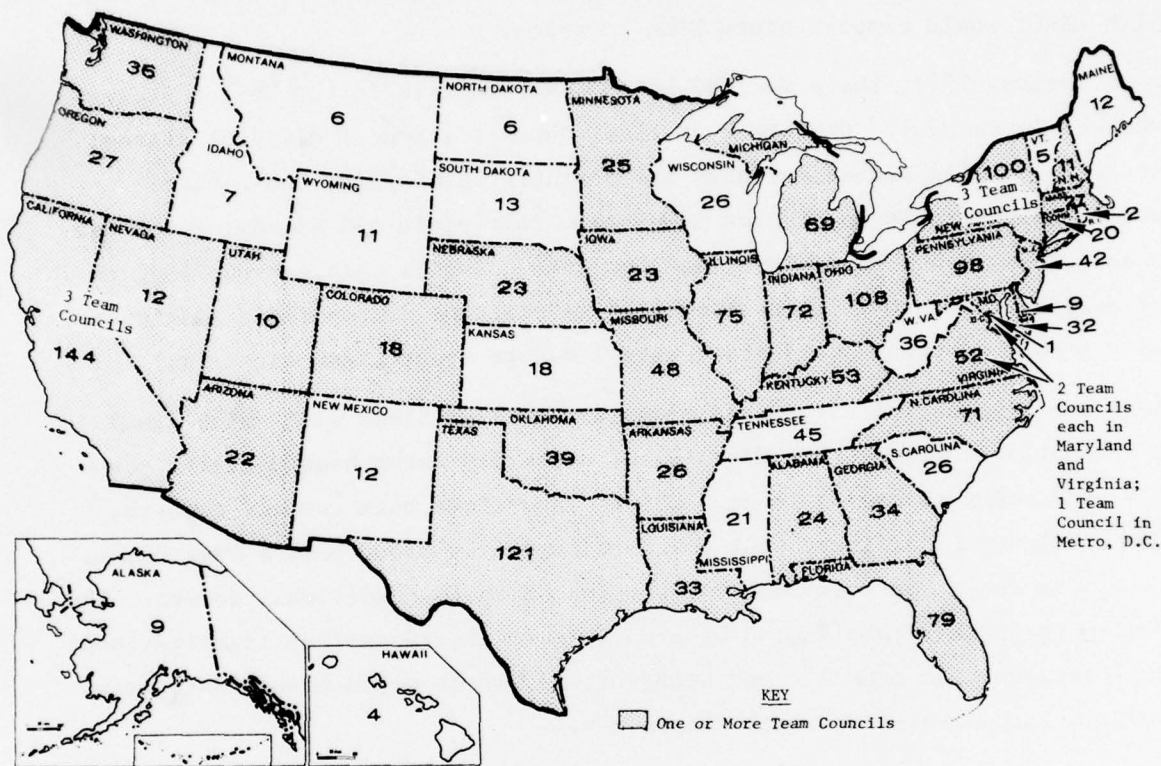 WASHINGTON
36
OREGON
27
CALIFORNIA
3 Team
Councils
144
NEVADA
12
IDAHO
7
MONTANA
6
WYOMING
11
UTAH
10
COLORADO
18
ARIZONA
22
NEW MEXICO
12
NORTH DAKOTA
6
SOUTH DAKOTA
13
NEBRASKA
23
KANSAS
18
OKLAHOMA
39
TEXAS
121
MINNESOTA
25
IOWA
23
MISSOURI
48
ARKANSAS
26
LOUISIANA
33
WISCONSIN
26
MICHIGAN
69
ILLINOIS
75
INDIANA
72
OHIO
108
KENTUCKY
53
TENNESSEE
45
MISSISSIPPI
21
ALABAMA
24
GEORGIA
34
FLORIDA
79
S. CAROLINA
26
N. CAROLINA
71
VIRGINIA
52
W. VA.
36
MD.
PENNSYLVANIA
98
NEW
100
3 Team
Councils
VT.
5
N.H.
11
MAINE
12
MASS
27
CONN
2
20
42
9
32
1
2 Team
Councils
each in
Maryland
and
Virginia;
1 Team
Council in
Metro, D.C.
ALASKA
9
HAWAII
4
KEY
One or More Team Councils